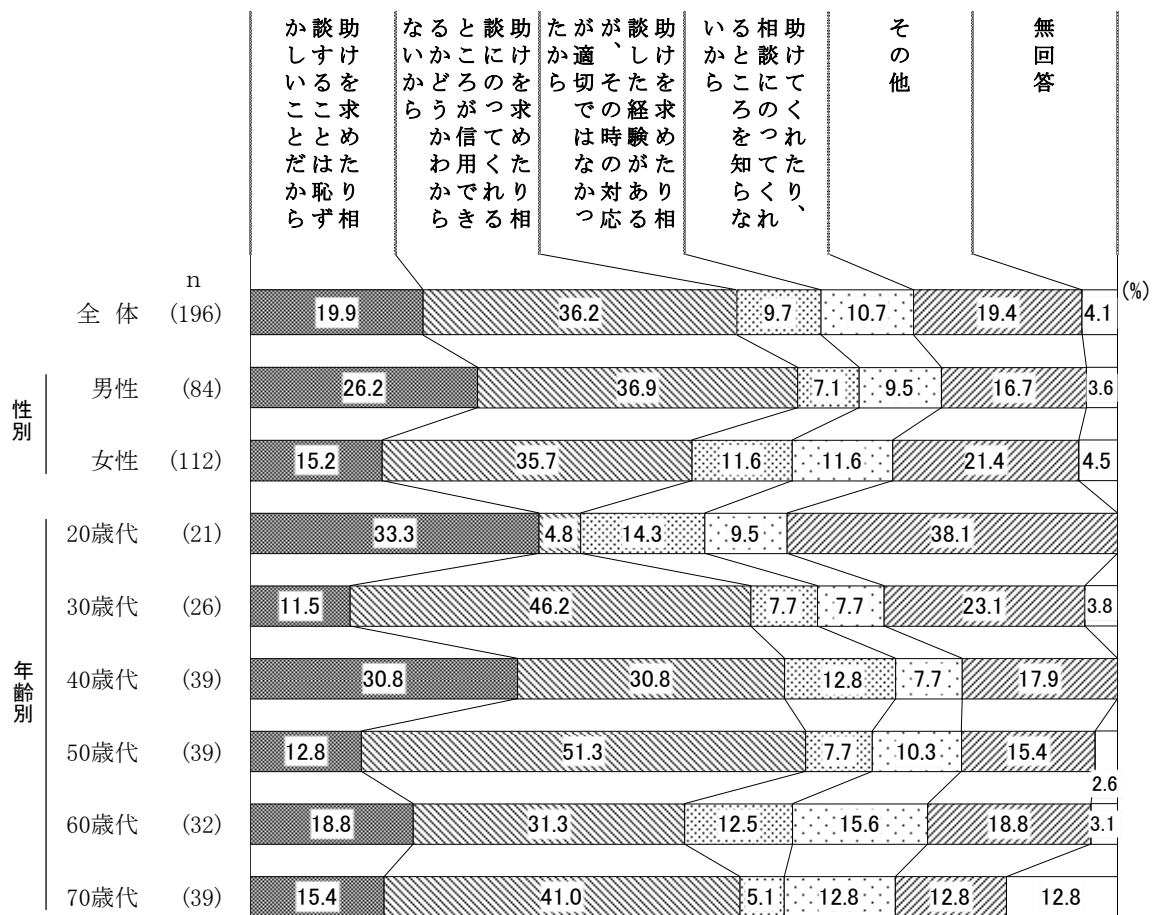 助けを求めたり相
談することは恥ず
かしいことだから
助けを求めたり相
談にのってくれる
ところが信用でき
るかどうかわから
ないから
助けを求めたり相
談した経験がある
が、その時の対応
が適切ではなかっ
たから
助けてくれたり、
相談にのってくれ
るところを知らな
いから
その他
無回答
n
(%)
全 体 (196) 19.9 36.2 9.7 10.7 19.4 4.1
性別
男性 (84) 26.2 36.9 7.1 9.5 16.7 3.6
女性 (112) 15.2 35.7 11.6 11.6 21.4 4.5
年齢別
20歳代 (21) 33.3 4.8 14.3 9.5 38.1
30歳代 (26) 11.5 46.2 7.7 7.7 23.1 3.8
40歳代 (39) 30.8 30.8 12.8 7.7 17.9
50歳代 (39) 12.8 51.3 7.7 10.3 15.4 2.6
60歳代 (32) 18.8 31.3 12.5 15.6 18.8 3.1
70歳代 (39) 15.4 41.0 5.1 12.8 12.8 12.8